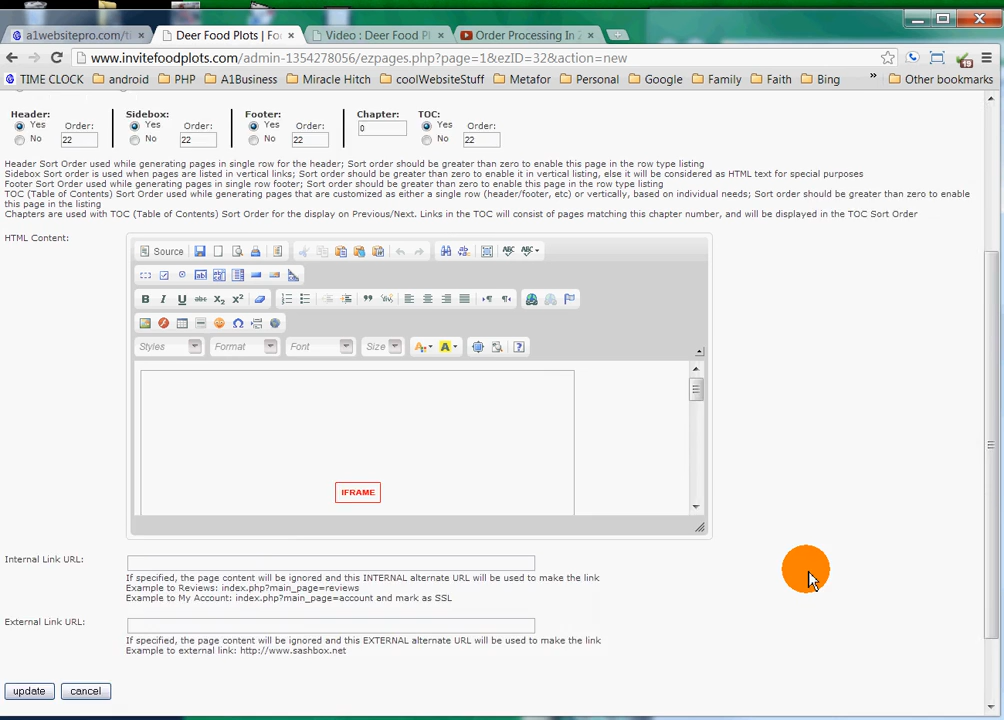 a1websitepro.com/ti × Deer Food Plots | Foo × Video : Deer Food Pl × Order Processing In Z ×
www.invitefoodplots.com/admin-1354278056/ezpages.php?page=1&ezID=32&action=new
19
TIME CLOCK android PHP A1Business Miracle Hitch coolWebsiteStuff Metafor Personal Google Family Faith Bing » Other bookmarks
Header: Sidebox: Footer: Chapter: TOC:
Yes Order: Yes Order: Yes Order: 0 Yes Order:
No 22 No 22 No 22 No 22
Header Sort Order used while generating pages in single row for the header; Sort order should be greater than zero to enable this page in the row type listing
Sidebox Sort order is used when pages are listed in vertical links; Sort order should be greater than zero to enable it in vertical listing, else it will be considered as HTML text for special purposes
Footer Sort Order used while generating pages in single row footer; Sort order should be greater than zero to enable this page in the row type listing
TOC (Table of Contents) Sort Order used while generating pages that are customized as either a single row (header/footer, etc) or vertically, based on individual needs; Sort order should be greater than zero to enable
this page in the listing
Chapters are used with TOC (Table of Contents) Sort Order for the display on Previous/Next. Links in the TOC will consist of pages matching this chapter number, and will be displayed in the TOC Sort Order
HTML Content:
Source
B I U abc X₂ X²
Styles Format Font Size A A
IFRAME
Internal Link URL:
If specified, the page content will be ignored and this INTERNAL alternate URL will be used to make the link
Example to Reviews: index.php?main_page=reviews
Example to My Account: index.php?main_page=account and mark as SSL
External Link URL:
If specified, the page content will be ignored and this EXTERNAL alternate URL will be used to make the link
Example to external link: http://www.sashbox.net
update cancel